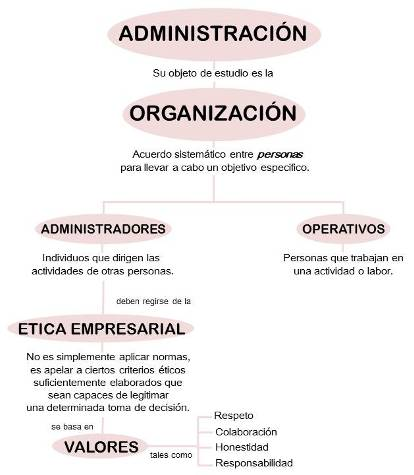 ADMINISTRACIÓN
Su objeto de estudio es la
ORGANIZACIÓN
Acuerdo sistemático entre personas
para llevar a cabo un objetivo especifico.
ADMINISTRADORES
Individuos que dirigen las
actividades de otras personas.
OPERATIVOS
Personas que trabajan en
una actividad o labor.
deben regirse de la
ETICA EMPRESARIAL
No es simplemente aplicar normas,
es apelar a ciertos criterios éticos
suficientemente elaborados que
sean capaces de legitimar
una determinada toma de decisión.
se basa en
VALORES
tales como
Respeto
Colaboración
Honestidad
Responsabilidad